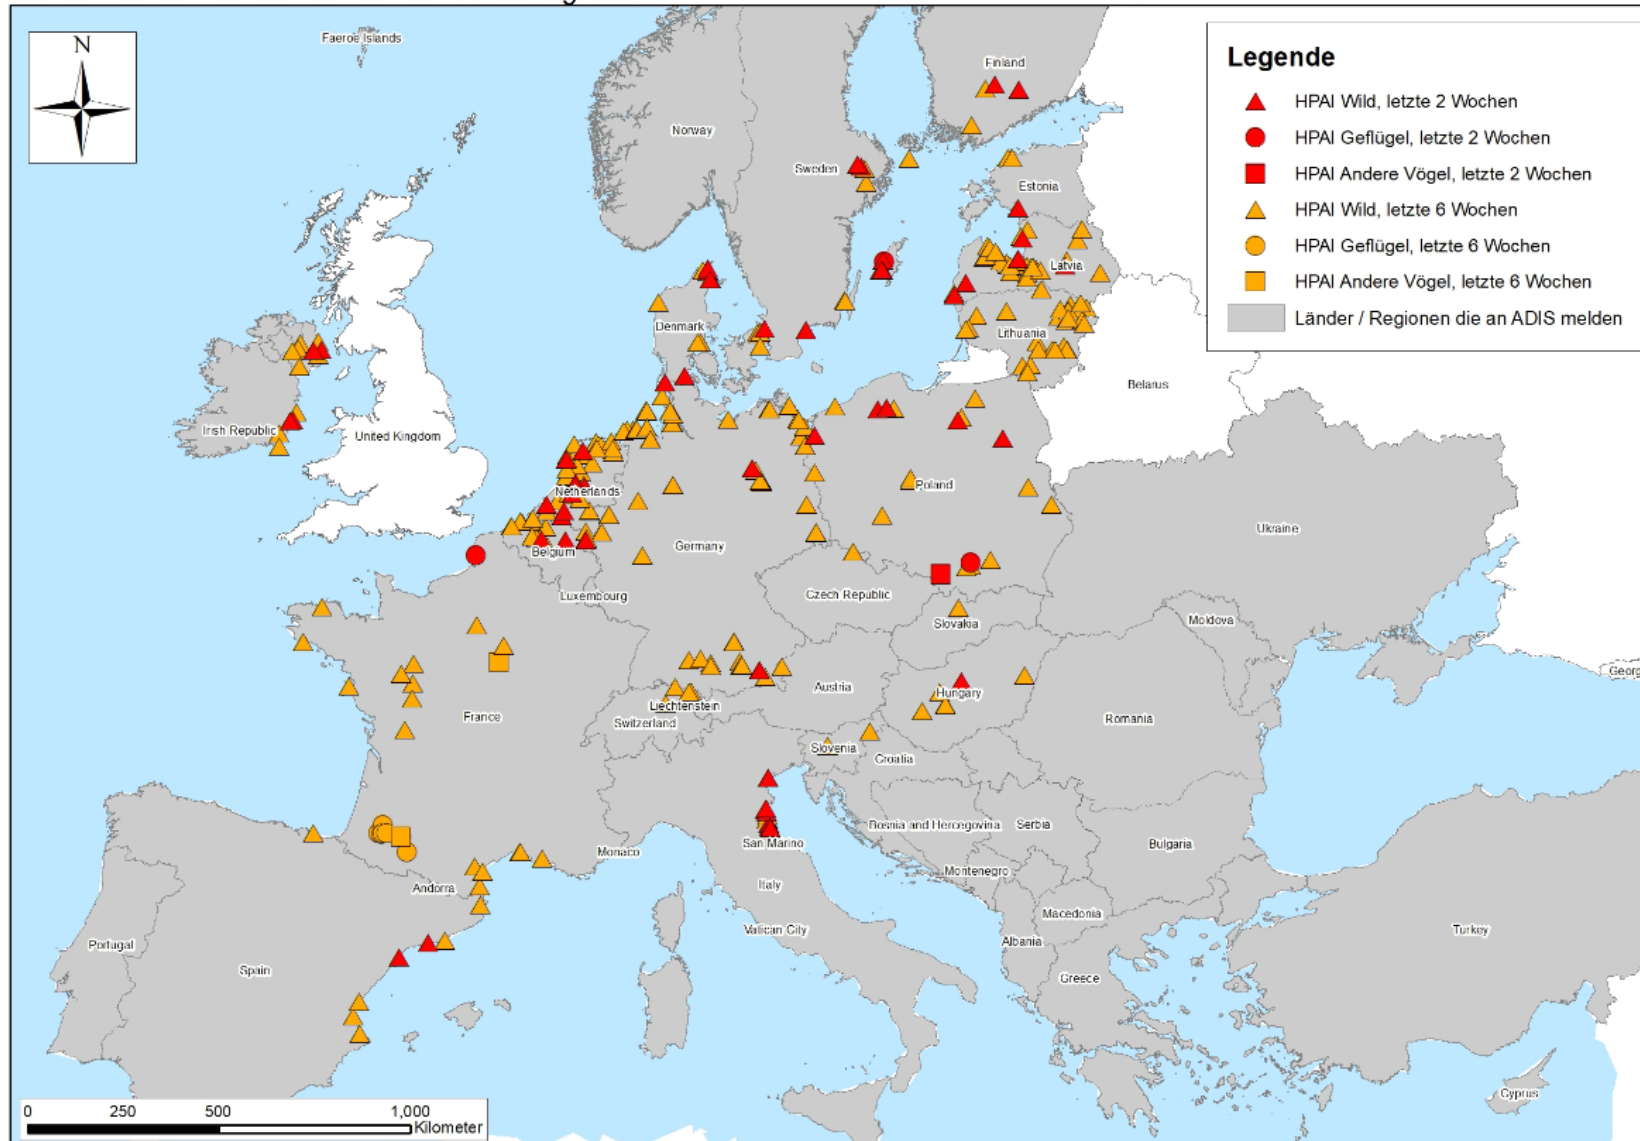 N
Faeroe Islands
Legende
HPAI Wild, letzte 2 Wochen
HPAI Geflügel, letzte 2 Wochen
HPAI Andere Vögel, letzte 2 Wochen
HPAI Wild, letzte 6 Wochen
HPAI Geflügel, letzte 6 Wochen
HPAI Andere Vögel, letzte 6 Wochen
Länder / Regionen die an ADIS melden
Finland
Norway
Sweden
Estonia
Latvia
Denmark
Lithuania
Belarus
Irish Republic
United Kingdom
Netherlands
Poland
Ukraine
Germany
Belgium
Luxembourg
Czech Republic
Slovakia
Moldova
Georg
Austria
Hungary
Liechtenstein
France
Switzerland
Romania
Slovenia
Croatia
Bosnia and Hercegovina
Serbia
San Marino
Monaco
Bulgaria
Montenegro
Italy
Andorra
Macedonia
Vatican City
Albania
Turkey
Portugal
Spain
Greece
Cyprus
0 250 500 1,000
Kilometer